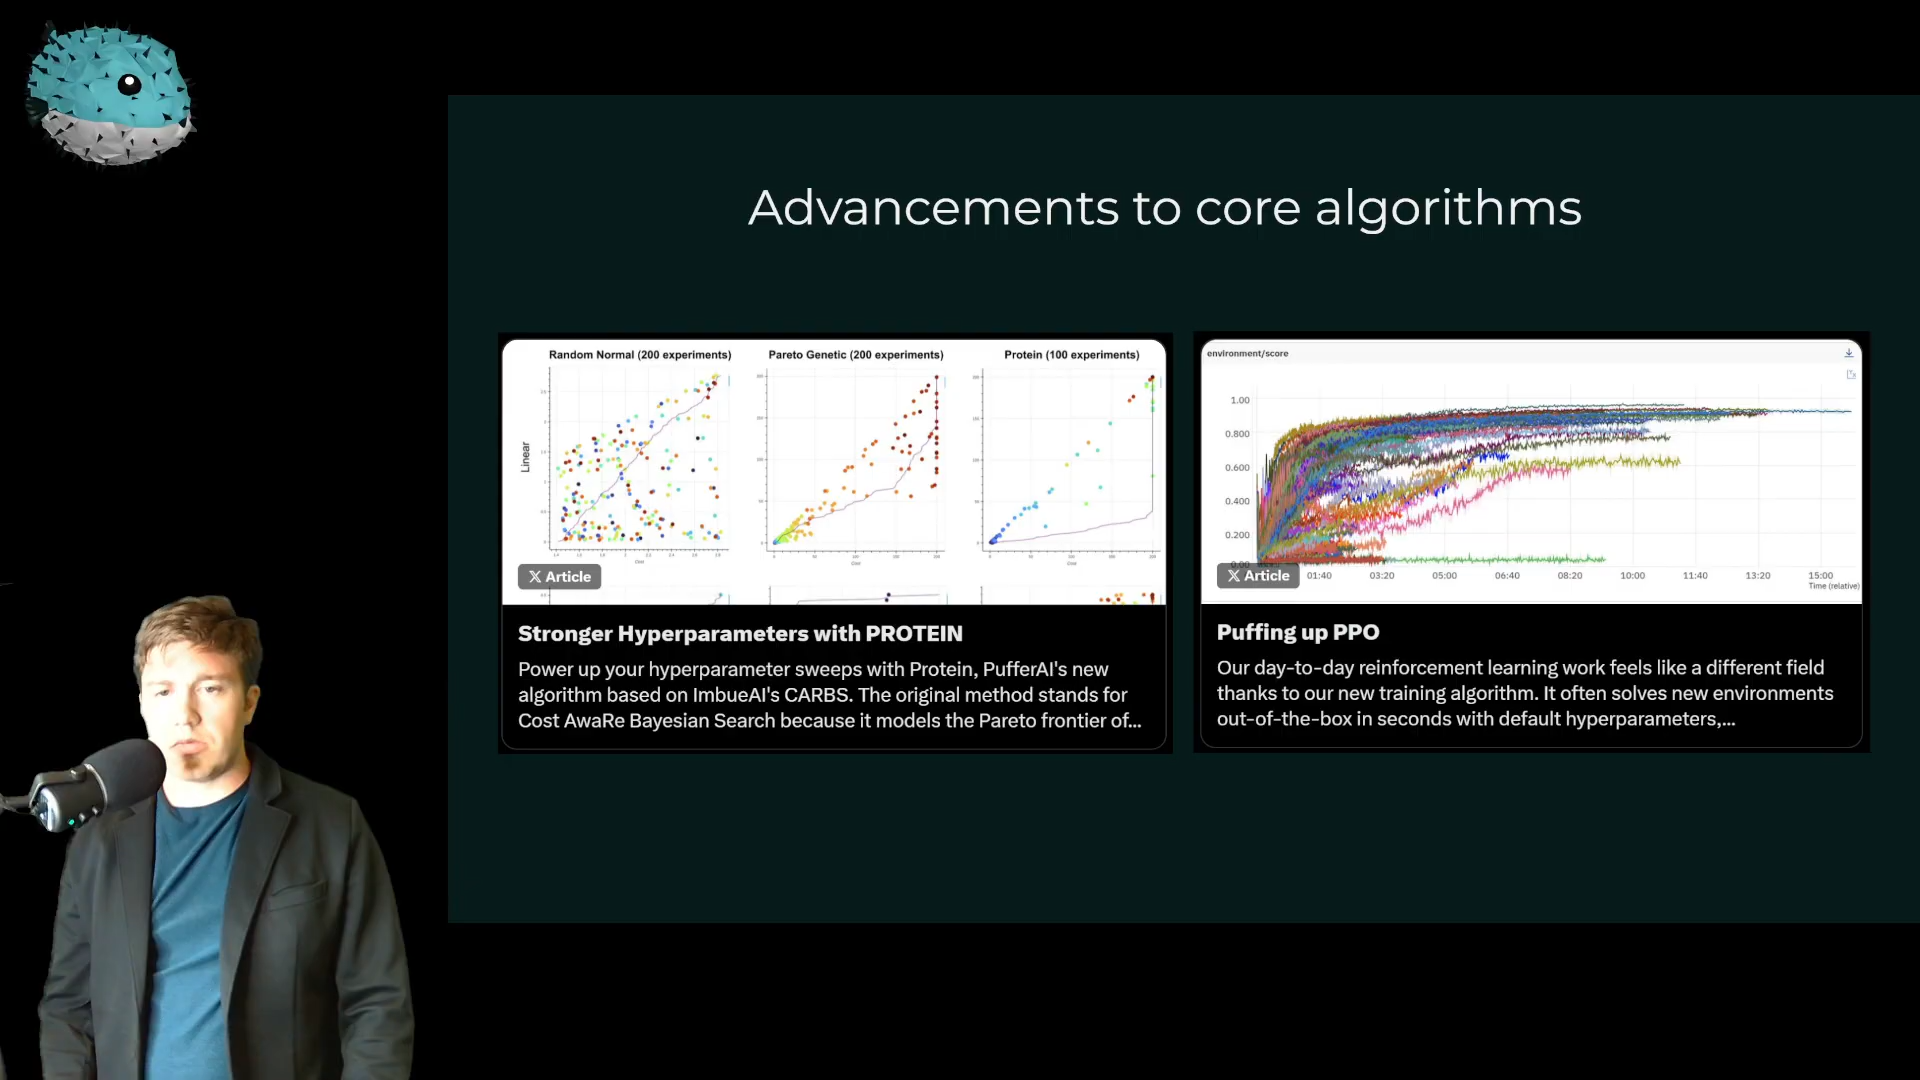 Advancements to core algorithms
Random Normal (200 experiments)
Pareto Genetic (200 experiments)
Protein (100 experiments)
Linear
Cost
Cost
Cost
X Article
Stronger Hyperparameters with PROTEIN
Power up your hyperparameter sweeps with Protein, PufferAI's new
algorithm based on ImbueAI's CARBS. The original method stands for
Cost AwaRe Bayesian Search because it models the Pareto frontier of...
environment/score
1.00
0.800
0.600
0.400
0.200
01:40 03:20 05:00 06:40 08:20 10:00 11:40 13:20 15:00
Time (relative)
X Article
Puffing up PPO
Our day-to-day reinforcement learning work feels like a different field
thanks to our new training algorithm. It often solves new environments
out-of-the-box in seconds with default hyperparameters,...